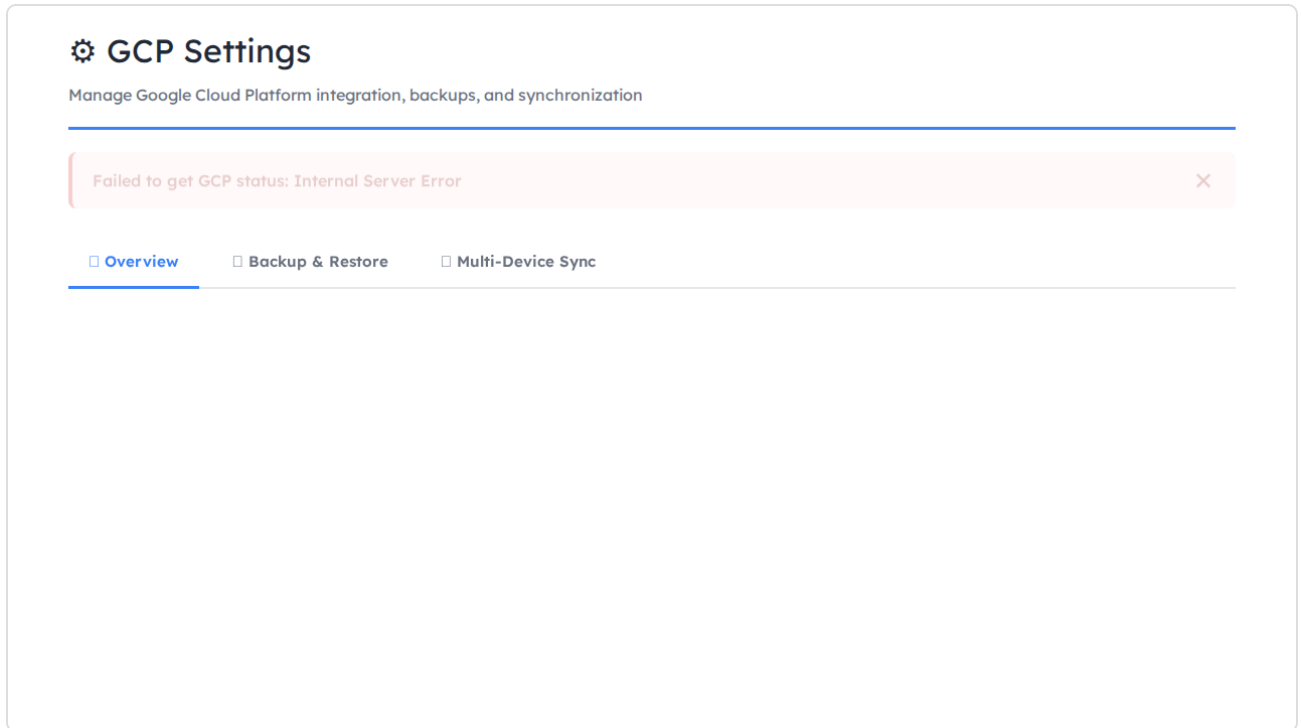 ⚙ GCP Settings
Manage Google Cloud Platform integration, backups, and synchronization
Failed to get GCP status: Internal Server Error ✕
Overview
Backup & Restore
Multi-Device Sync